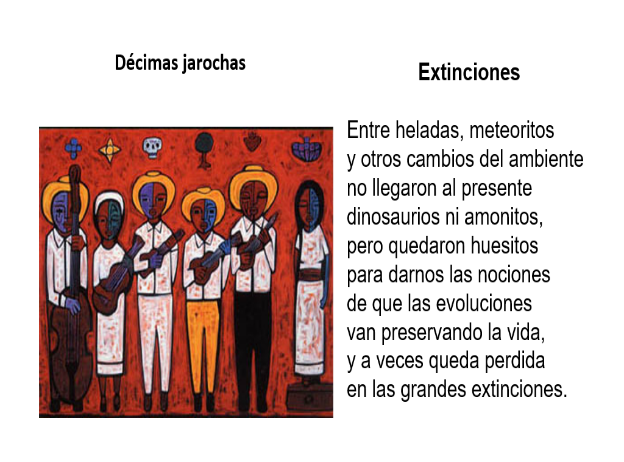 Décimas jarochas
Extinciones
Entre heladas, meteoritos
y otros cambios del ambiente
no llegaron al presente
dinosaurios ni amonitos,
pero quedaron huesitos
para darnos las nociones
de que las evoluciones
van preservando la vida,
y a veces queda perdida
en las grandes extinciones.